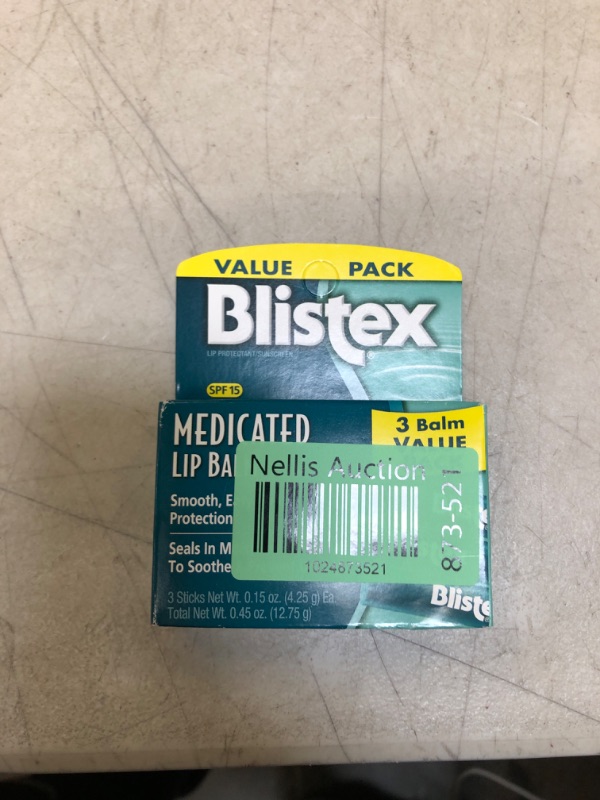 VALUE PACK
Blistex
LIP PROTECTANT/SUNSCREEN
SPF 15
MEDICATED
LIP BA
3 Balm
VALUE
Nellis Auction
1024873521
873-521
Smooth, E
Protection
Seals In M
To Soothe
3 Sticks Net Wt. 0.15 oz. (4.25 g) Ea.
Total Net Wt. 0.45 oz. (12.75 g)
Bliste